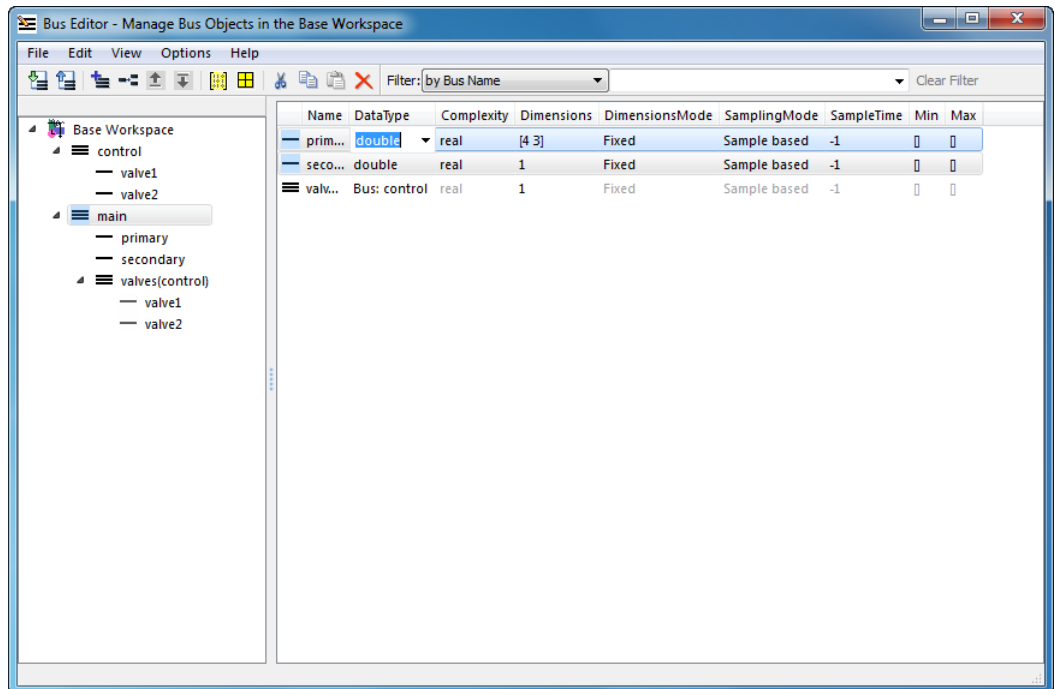 Bus Editor - Manage Bus Objects in the Base Workspace
File Edit View Options Help
Filter: by Bus Name Clear Filter
Name DataType Complexity Dimensions DimensionsMode SamplingMode SampleTime Min Max
prim... double real [4 3] Fixed Sample based -1 [] []
seco... double real 1 Fixed Sample based -1 [] []
valv... Bus: control real 1 Fixed Sample based -1 [] []
Base Workspace
control
valve1
valve2
main
primary
secondary
valves(control)
valve1
valve2